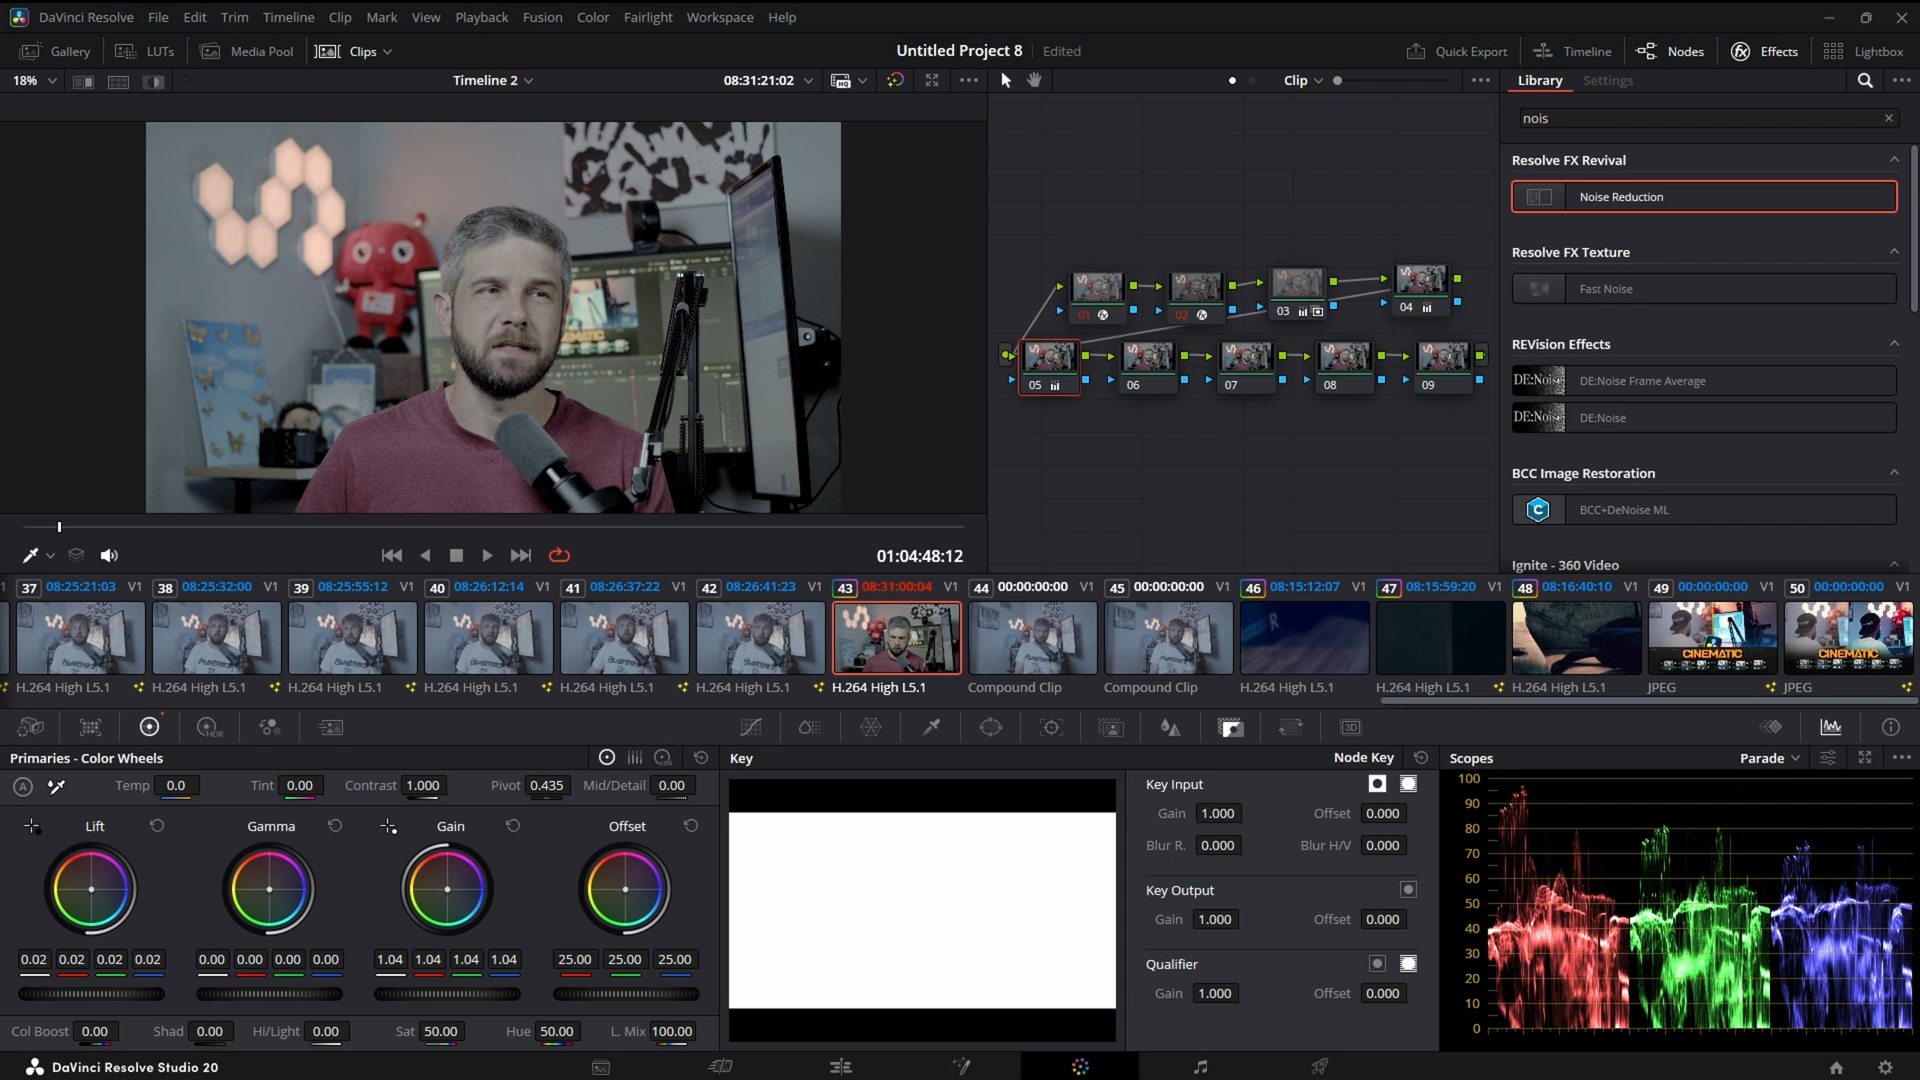 DaVinci Resolve File Edit Trim Timeline Clip Mark View Playback Fusion Color Fairlight Workspace Help
Gallery LUTs Media Pool Clips Untitled Project 8 Edited Quick Export Timeline Nodes Effects Lightbox
18% Timeline 2 08:31:21:02 Clip Library Settings
nois
Resolve FX Revival
Noise Reduction
Resolve FX Texture
Fast Noise
REVision Effects
DE:Noise DE:Noise Frame Average
DE:Noise DE:Noise
BCC Image Restoration
BCC+DeNoise ML
Ignite - 360 Video
01 02 03 04
05 06 07 08 09
01:04:48:12
37 08:25:21:03 V1 38 08:25:32:00 V1 39 08:25:55:12 V1 40 08:26:12:14 V1 41 08:26:37:22 V1 42 08:26:41:23 V1 43 08:31:00:04 V1 44 00:00:00:00 V1 45 00:00:00:00 V1 46 08:15:12:07 V1 47 08:15:59:20 V1 48 08:16:40:10 V1 49 00:00:00:00 V1 50 00:00:00:00 V1
CINEMATIC CINEMATIC
H.264 High L5.1 H.264 High L5.1 H.264 High L5.1 H.264 High L5.1 H.264 High L5.1 H.264 High L5.1 H.264 High L5.1 Compound Clip Compound Clip H.264 High L5.1 H.264 High L5.1 H.264 High L5.1 JPEG JPEG
Primaries - Color Wheels Key Node Key Scopes Parade
Temp 0.0 Tint 0.00 Contrast 1.000 Pivot 0.435 Mid/Detail 0.00
Lift Gamma Gain Offset
0.02 0.02 0.02 0.02 0.00 0.00 0.00 0.00 1.04 1.04 1.04 1.04 25.00 25.00 25.00
Col Boost 0.00 Shad 0.00 Hi/Light 0.00 Sat 50.00 Hue 50.00 L. Mix 100.00
Key Input
Gain 1.000 Offset 0.000
Blur R. 0.000 Blur H/V 0.000
Key Output
Gain 1.000 Offset 0.000
Qualifier
Gain 1.000 Offset 0.000
100
90
80
70
60
50
40
30
20
10
0
DaVinci Resolve Studio 20